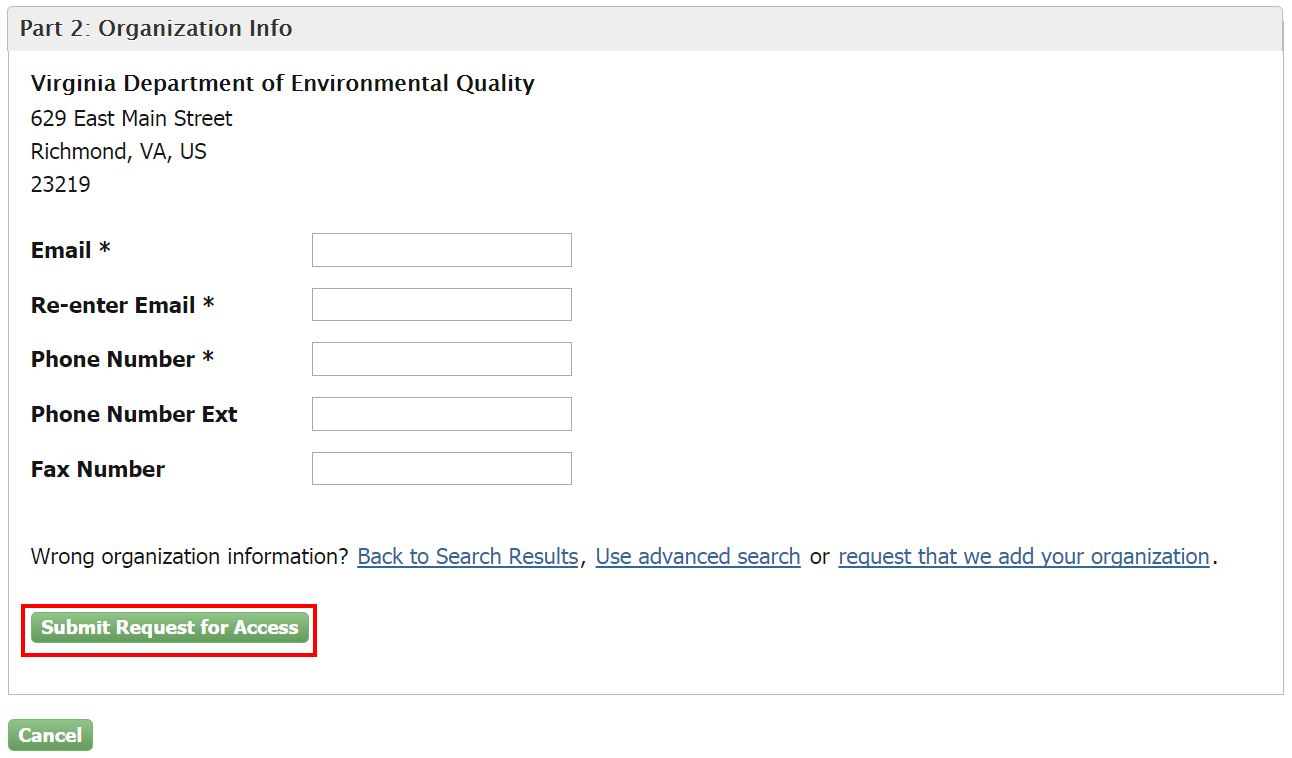 Part 2: Organization Info
Virginia Department of Environmental Quality
629 East Main Street
Richmond, VA, US
23219
Email *
Re-enter Email *
Phone Number *
Phone Number Ext
Fax Number
Wrong organization information? Back to Search Results, Use advanced search or request that we add your organization.
Submit Request for Access
Cancel